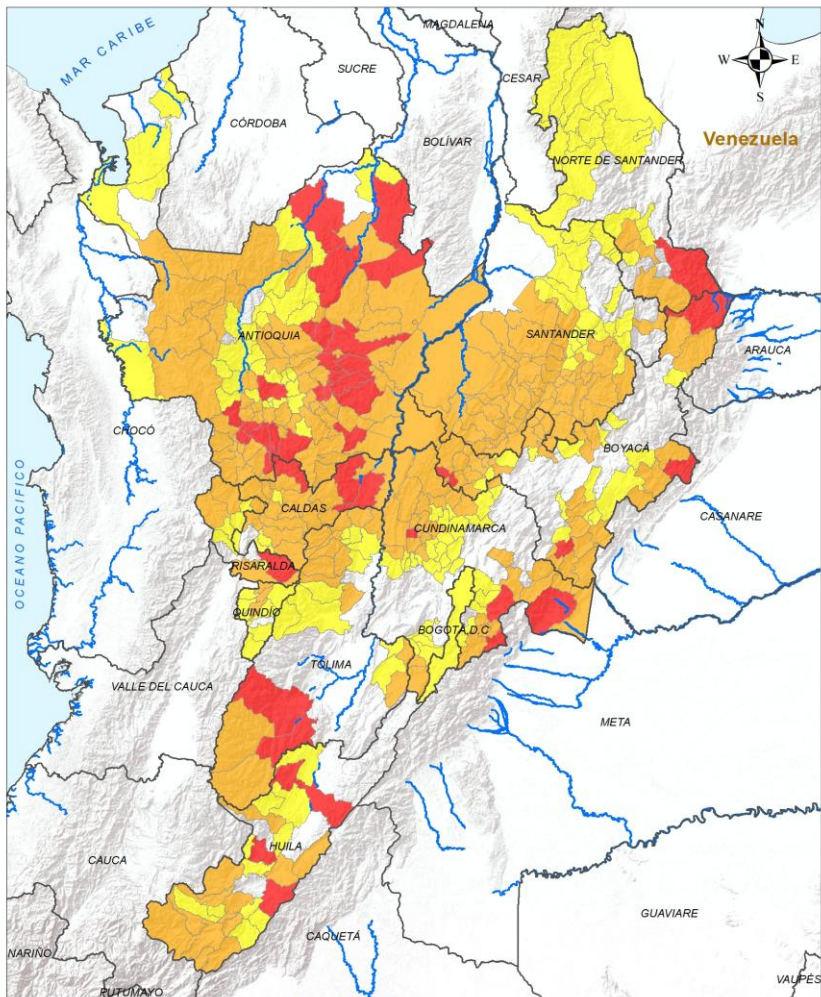 MAGDALENA
N
MAR CARIBE
SUCRE
CESAR
W
E
S
CÓRDOBA
BOLÍVAR
Venezuela
NORTE DE SANTANDER
ANTIOQUIA
SANTANDER
ARAUCA
CHOCÓ
BOYACÁ
OCEANO PACIFICO
CALDAS
CASANARE
CUNDINAMARCA
RISARALDA
QUINDÍO
BOGOTÁ D.C
TOLIMA
VALLE DEL CAUCA
META
HUILA
CAUCA
GUAVIARE
CAQUETÁ
NARIÑO
VAUPÉS
PUTUMAYO